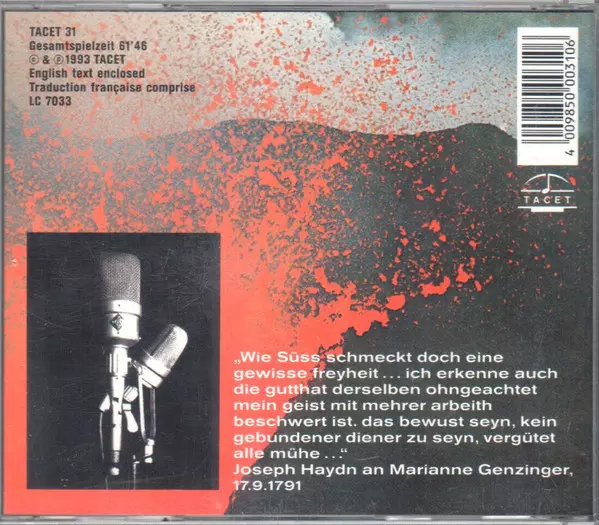 TACET 31
Gesamtspielzeit 61'46
© & ℗ 1993 TACET
English text enclosed
Traduction française comprise
LC 7033
4 009850 003106
TACET
„Wie Süss schmeckt doch eine
gewisse freyheit ... ich erkenne auch
die gutthat derselben ohngeachtet
mein geist mit mehrer arbeith
beschwert ist. das bewust seyn, kein
gebundener diener zu seyn, vergütet
alle mühe ...“
Joseph Haydn an Marianne Genzinger,
17.9.1791